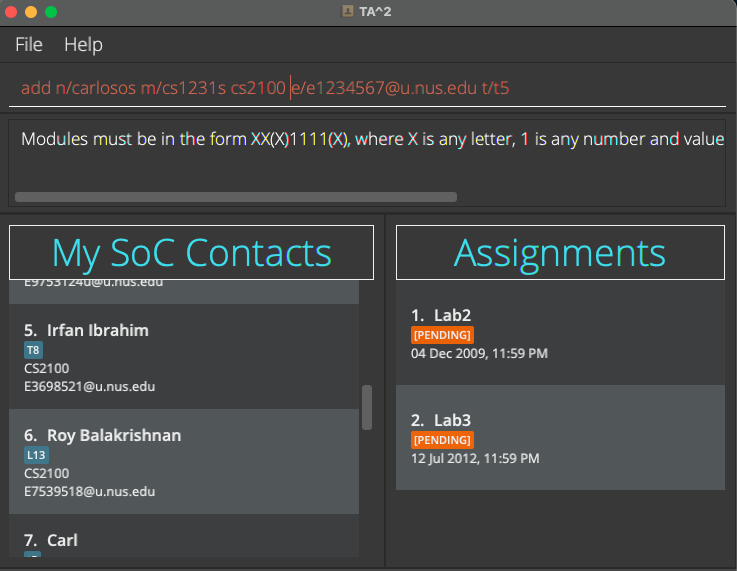 TA^2
File Help
add n/carlosos m/cs1231s cs2100 e/e1234567@u.nus.edu t/t5
Modules must be in the form XX(X)1111(X), where X is any letter, 1 is any number and value
My SoC Contacts
E9753124u@u.nus.edu
5. Irfan Ibrahim
T8
CS2100
E3698521@u.nus.edu
6. Roy Balakrishnan
L13
CS2100
E7539518@u.nus.edu
7. Carl
Assignments
1. Lab2
[PENDING]
04 Dec 2009, 11:59 PM
2. Lab3
[PENDING]
12 Jul 2012, 11:59 PM